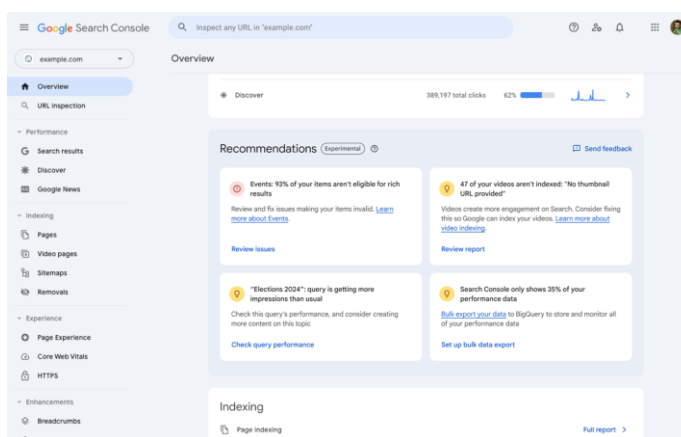 Google Search Console
Inspect any URL in "example.com"
example.com
Overview
Overview
URL inspection
Performance
Search results
Discover
Google News
Indexing
Pages
Video pages
Sitemaps
Removals
Experience
Page Experience
Core Web Vitals
HTTPS
Enhancements
Breadcrumbs
Discover
389,197 total clicks
62%
Recommendations
Experimental
Send feedback
Events: 93% of your items aren't eligible for rich
results
Review and fix issues making your items invalid. Learn
more about Events.
Review issues
47 of your videos aren't indexed: "No thumbnail
URL provided"
Videos create more engagement on Search. Consider fixing
this so Google can index your videos. Learn more about
video indexing.
Review report
"Elections 2024": query is getting more
impressions than usual
Check this query's performance, and consider creating
more content on this topic
Check query performance
Search Console only shows 35% of your
performance data
Bulk export your data to BigQuery to store and monitor all
of your performance data
Set up bulk data export
Indexing
Page indexing
Full report